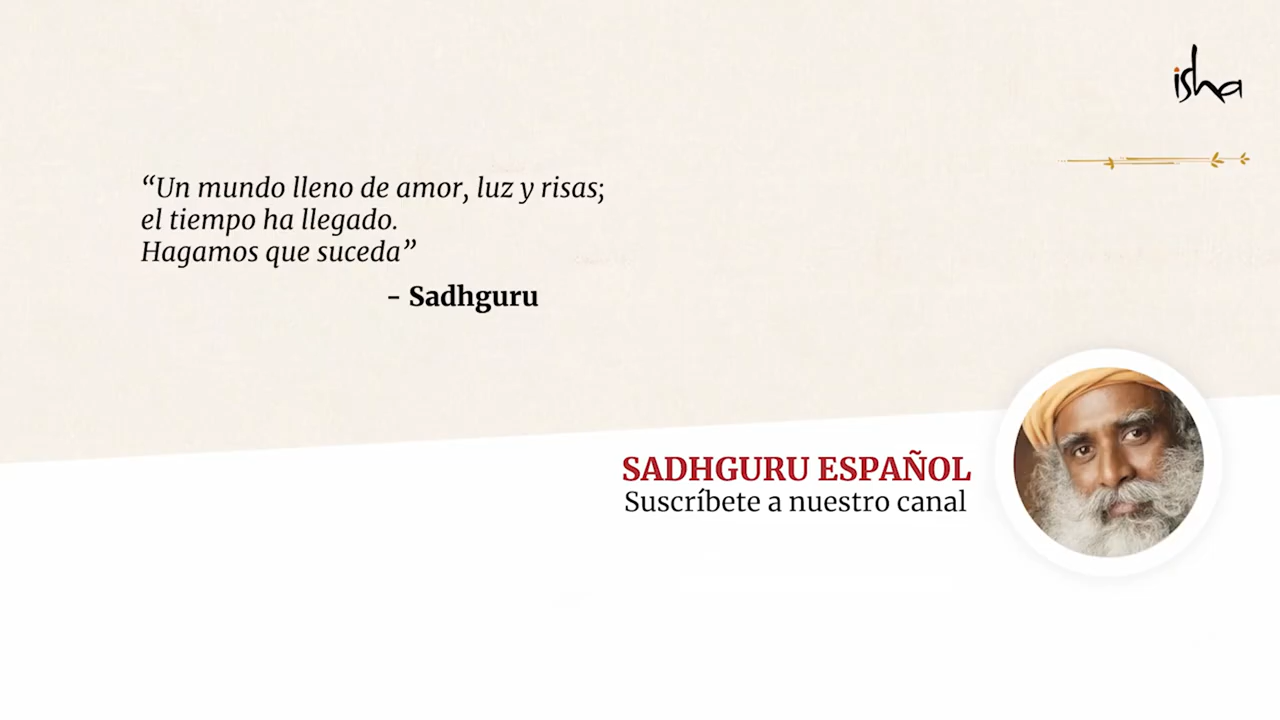 isha
“Un mundo lleno de amor, luz y risas;
el tiempo ha llegado.
Hagamos que suceda”
- Sadhguru
SADHGURU ESPAÑOL
Suscríbete a nuestro canal